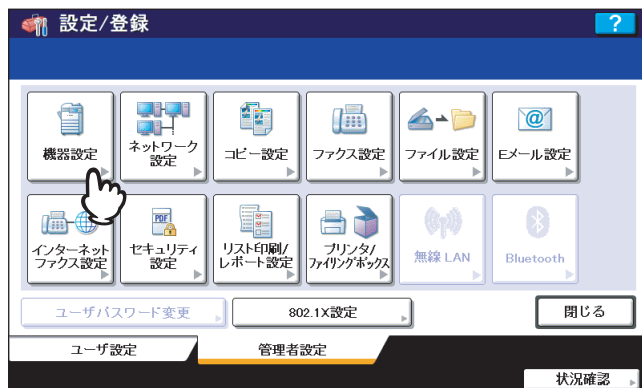 設定/登録
?
機器設定
ネットワーク
設定
コピー設定
ファクス設定
ファイル設定
Eメール設定
インターネット
ファクス設定
PDF
セキュリティ
設定
リスト印刷/
レポート設定
プリンタ/
ファイリングボックス
無線 LAN
Bluetooth
ユーザパスワード変更
802.1X設定
閉じる
ユーザ設定
管理者設定
状況確認